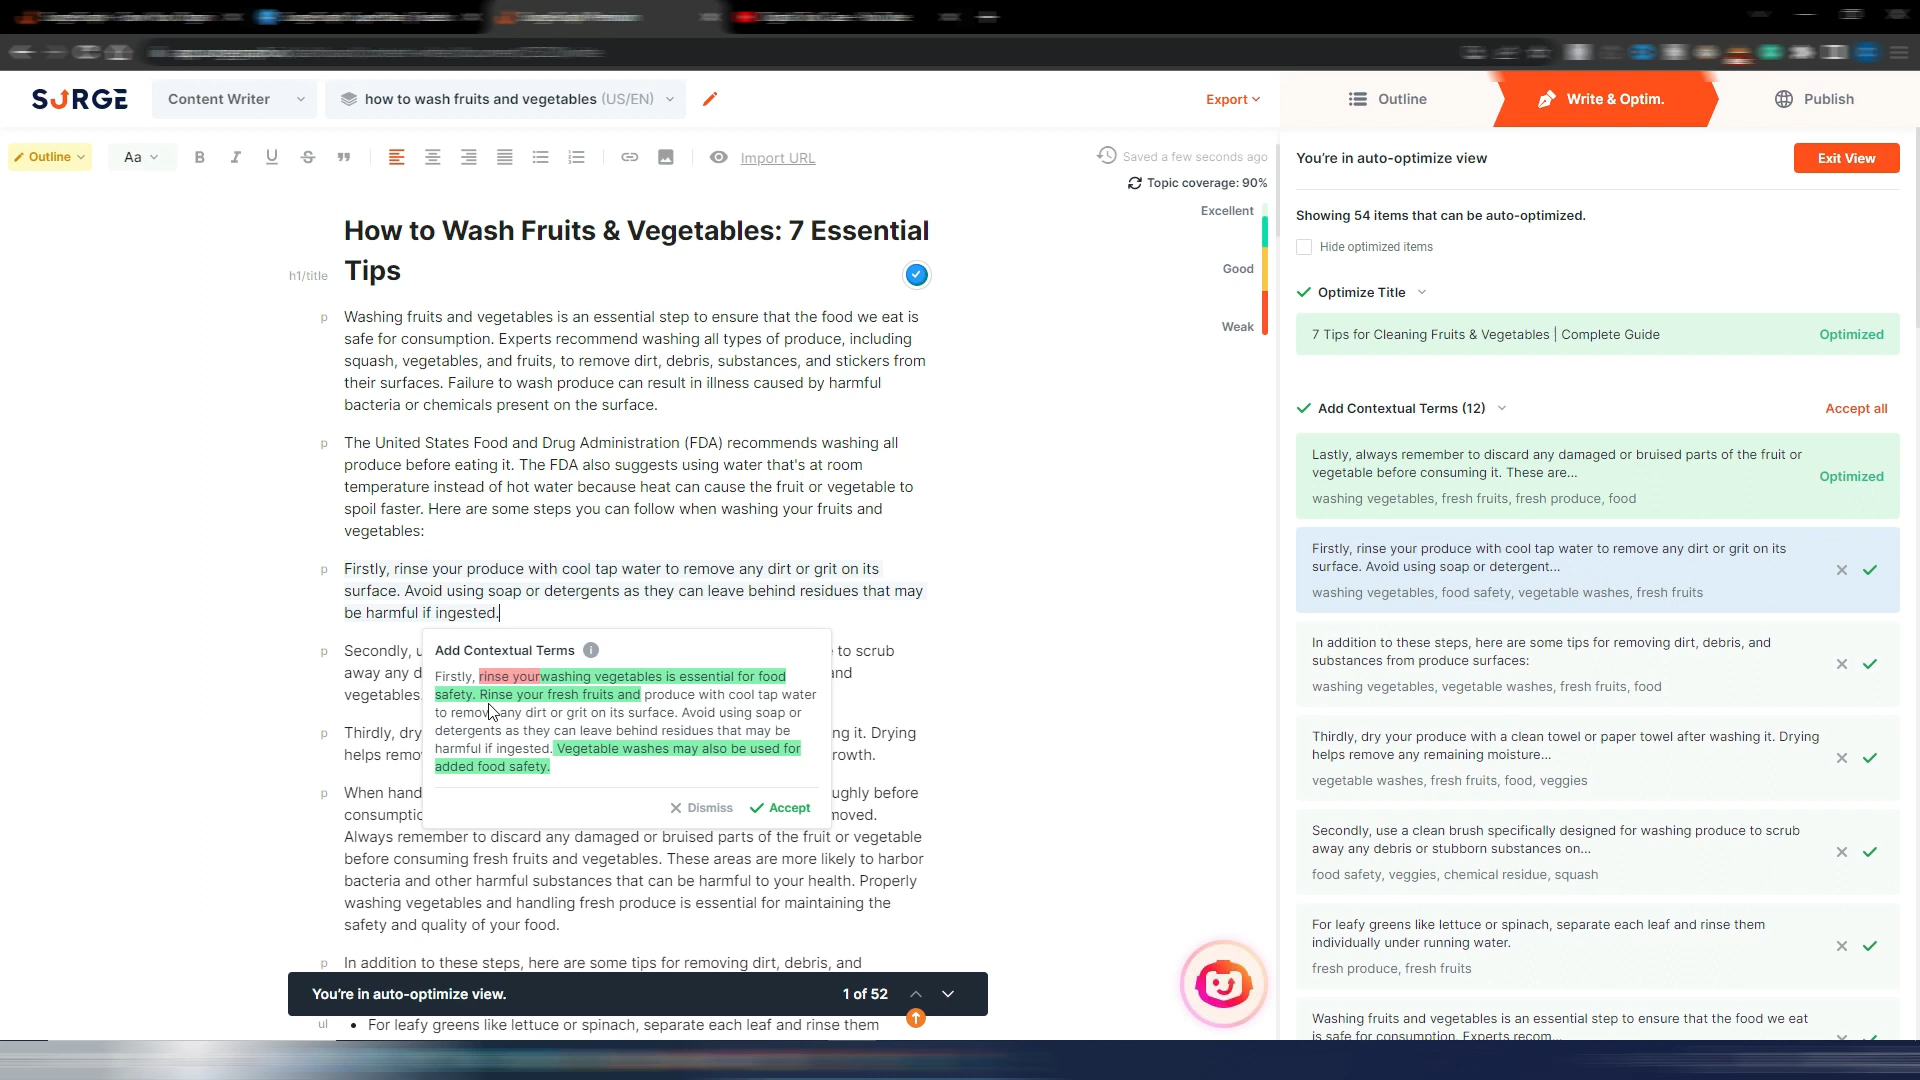 SURGE
Content Writer
how to wash fruits and vegetables (US/EN)
Export
Outline
Write & Optim.
Publish
Outline
Aa
B
I
U
S
Import URL
Saved a few seconds ago
Topic coverage: 90%
Excellent
Good
Weak
h1/title
How to Wash Fruits & Vegetables: 7 Essential
Tips
p
Washing fruits and vegetables is an essential step to ensure that the food we eat is
safe for consumption. Experts recommend washing all types of produce, including
squash, vegetables, and fruits, to remove dirt, debris, substances, and stickers from
their surfaces. Failure to wash produce can result in illness caused by harmful
bacteria or chemicals present on the surface.
p
The United States Food and Drug Administration (FDA) recommends washing all
produce before eating it. The FDA also suggests using water that's at room
temperature instead of hot water because heat can cause the fruit or vegetable to
spoil faster. Here are some steps you can follow when washing your fruits and
vegetables:
p
Firstly, rinse your produce with cool tap water to remove any dirt or grit on its
surface. Avoid using soap or detergents as they can leave behind residues that may
be harmful if ingested.
p
Secondly, u to scrub
away any d nd
vegetables.
p
Thirdly, dry ng it. Drying
helps remo rowth.
p
When hand ughly before
consumptio moved.
Always remember to discard any damaged or bruised parts of the fruit or vegetable
before consuming fresh fruits and vegetables. These areas are more likely to harbor
bacteria and other harmful substances that can be harmful to your health. Properly
washing vegetables and handling fresh produce is essential for maintaining the
safety and quality of your food.
p
In addition to these steps, here are some tips for removing dirt, debris, and
ul
• For leafy greens like lettuce or spinach, separate each leaf and rinse them
Add Contextual Terms
Firstly, rinse yourwashing vegetables is essential for food
safety. Rinse your fresh fruits and produce with cool tap water
to remove any dirt or grit on its surface. Avoid using soap or
detergents as they can leave behind residues that may be
harmful if ingested. Vegetable washes may also be used for
added food safety.
Dismiss
Accept
You're in auto-optimize view.
1 of 52
You're in auto-optimize view
Exit View
Showing 54 items that can be auto-optimized.
Hide optimized items
Optimize Title
7 Tips for Cleaning Fruits & Vegetables | Complete Guide
Optimized
Add Contextual Terms (12)
Accept all
Lastly, always remember to discard any damaged or bruised parts of the fruit or
vegetable before consuming it. These are...
washing vegetables, fresh fruits, fresh produce, food
Optimized
Firstly, rinse your produce with cool tap water to remove any dirt or grit on its
surface. Avoid using soap or detergent...
washing vegetables, food safety, vegetable washes, fresh fruits
In addition to these steps, here are some tips for removing dirt, debris, and
substances from produce surfaces:
washing vegetables, vegetable washes, fresh fruits, food
Thirdly, dry your produce with a clean towel or paper towel after washing it. Drying
helps remove any remaining moisture...
vegetable washes, fresh fruits, food, veggies
Secondly, use a clean brush specifically designed for washing produce to scrub
away any debris or stubborn substances on...
food safety, veggies, chemical residue, squash
For leafy greens like lettuce or spinach, separate each leaf and rinse them
individually under running water.
fresh produce, fresh fruits
Washing fruits and vegetables is an essential step to ensure that the food we eat
is safe for consumption. Experts recom...